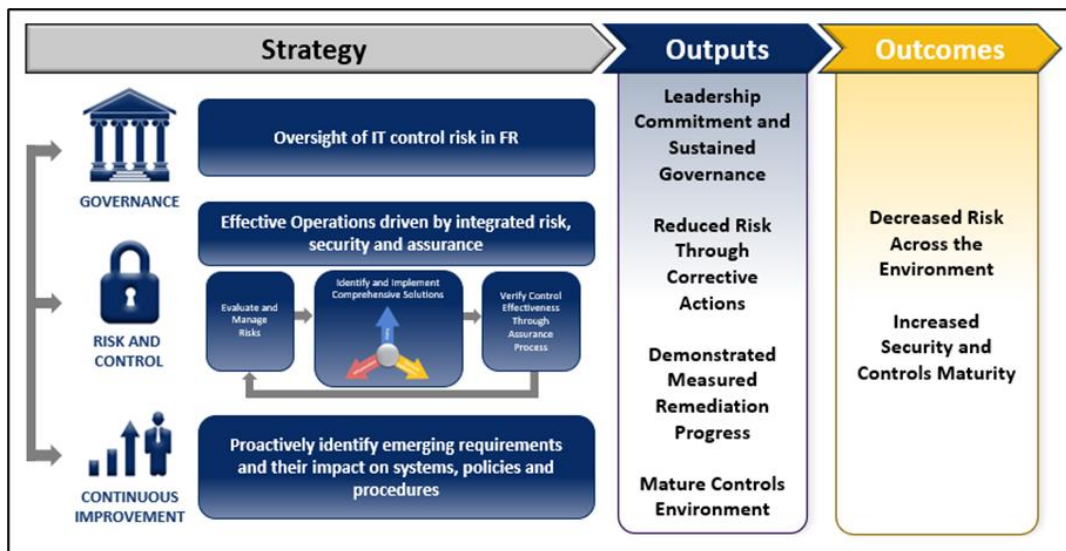 Strategy
Outputs
Outcomes
GOVERNANCE
Oversight of IT control risk in FR
RISK AND
CONTROL
Effective Operations driven by integrated risk,
security and assurance
Evaluate and
Manage
Risks
Identify and Implement
Comprehensive Solutions
Verify Control
Effectiveness
Through
Assurance
Process
CONTINUOUS
IMPROVEMENT
Proactively identify emerging requirements
and their impact on systems, policies and
procedures
Leadership
Commitment and
Sustained
Governance
Reduced Risk
Through
Corrective
Actions
Demonstrated
Measured
Remediation
Progress
Mature Controls
Environment
Decreased Risk
Across the
Environment
Increased
Security and
Controls Maturity